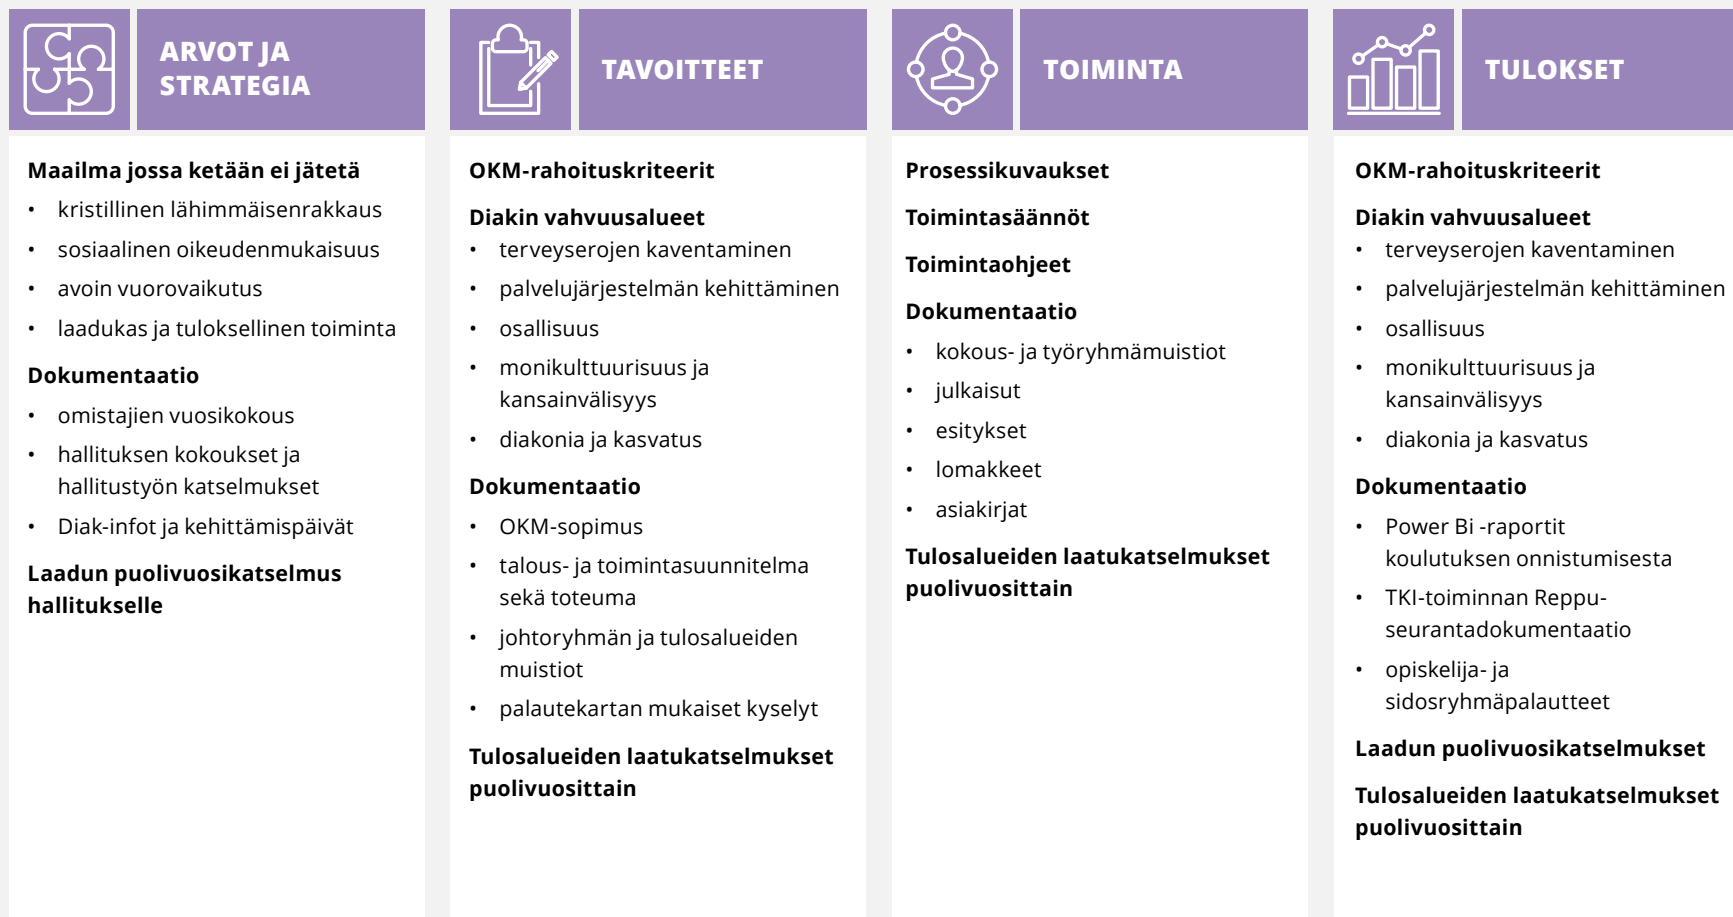 ARVOT JA
STRATEGIA
Maailma jossa ketään ei jätetä
• kristillinen lähimmäisenrakkaus
• sosiaalinen oikeudenmukaisuus
• avoin vuorovaikutus
• laadukas ja tuloksellinen toiminta
Dokumentaatio
• omistajien vuosikokous
• hallituksen kokoukset ja
hallitustyön katselmukset
• Diak-infot ja kehittämispäivät
Laadun puolivuosikatselmus
hallitukselle
TAVOITTEET
OKM-rahoituskriteerit
Diakin vahvuusalueet
• terveyserojen kaventaminen
• palvelujärjestelmän kehittäminen
• osallisuus
• monikulttuurisuus ja
kansainvälisyys
• diakonia ja kasvatus
Dokumentaatio
• OKM-sopimus
• talous- ja toimintasuunnitelma
sekä toteuma
• johtoryhmän ja tulosalueiden
muistiot
• palautekartan mukaiset kyselyt
Tulosalueiden laatukatselmukset
puolivuosittain
TOIMINTA
Prosessikuvaukset
Toimintasäännöt
Toimintaohjeet
Dokumentaatio
• kokous- ja työryhmämuistiot
• julkaisut
• esitykset
• lomakkeet
• asiakirjat
Tulosalueiden laatukatselmukset
puolivuosittain
TULOKSET
OKM-rahoituskriteerit
Diakin vahvuusalueet
• terveyserojen kaventaminen
• palvelujärjestelmän kehittäminen
• osallisuus
• monikulttuurisuus ja
kansainvälisyys
• diakonia ja kasvatus
Dokumentaatio
• Power Bi -raportit
koulutuksen onnistumisesta
• TKI-toiminnan Reppu-
seurantadokumentaatio
• opiskelija- ja
sidosryhmäpalautteet
Laadun puolivuosikatselmukset
Tulosalueiden laatukatselmukset
puolivuosittain